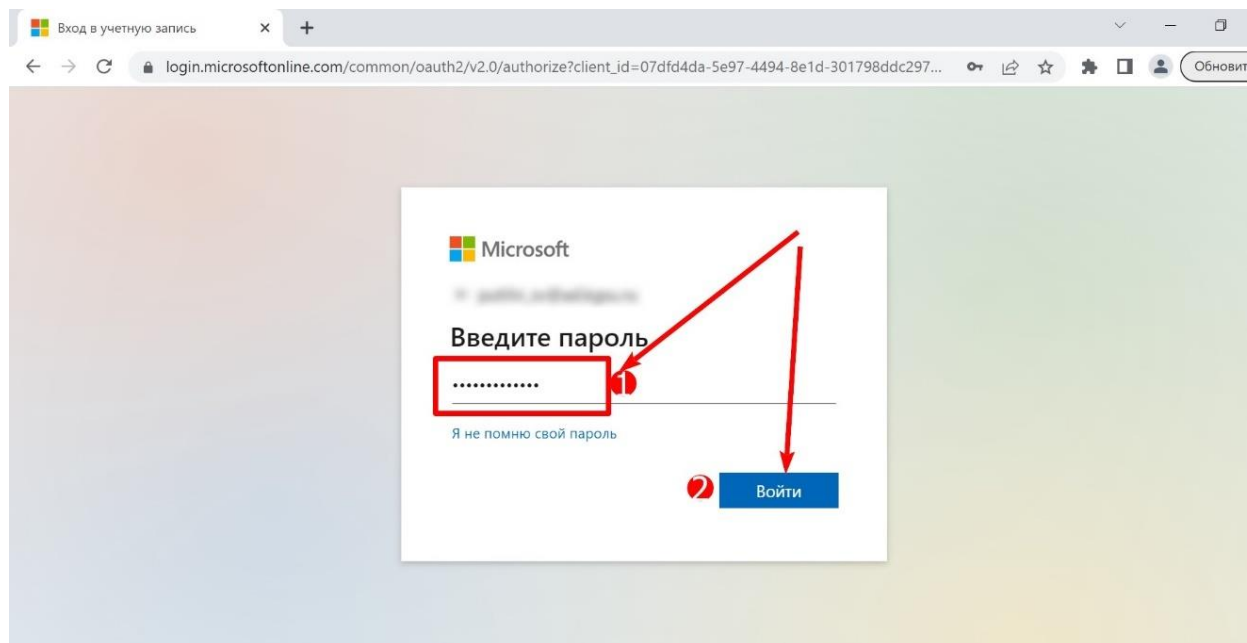 Вход в учетную запись
login.microsoftonline.com/common/oauth2/v2.0/authorize?client_id=07dfd4da-5e97-4494-8e1d-301798ddc297...
Обновит
Microsoft
Введите пароль
.............
1
Я не помню свой пароль
2
Войти